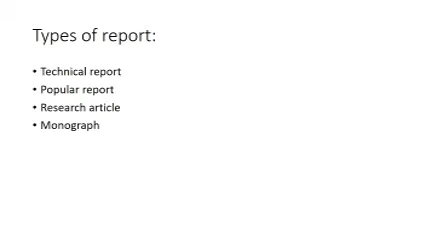 Types of report:
• Technical report
• Popular report
• Research article
• Monograph